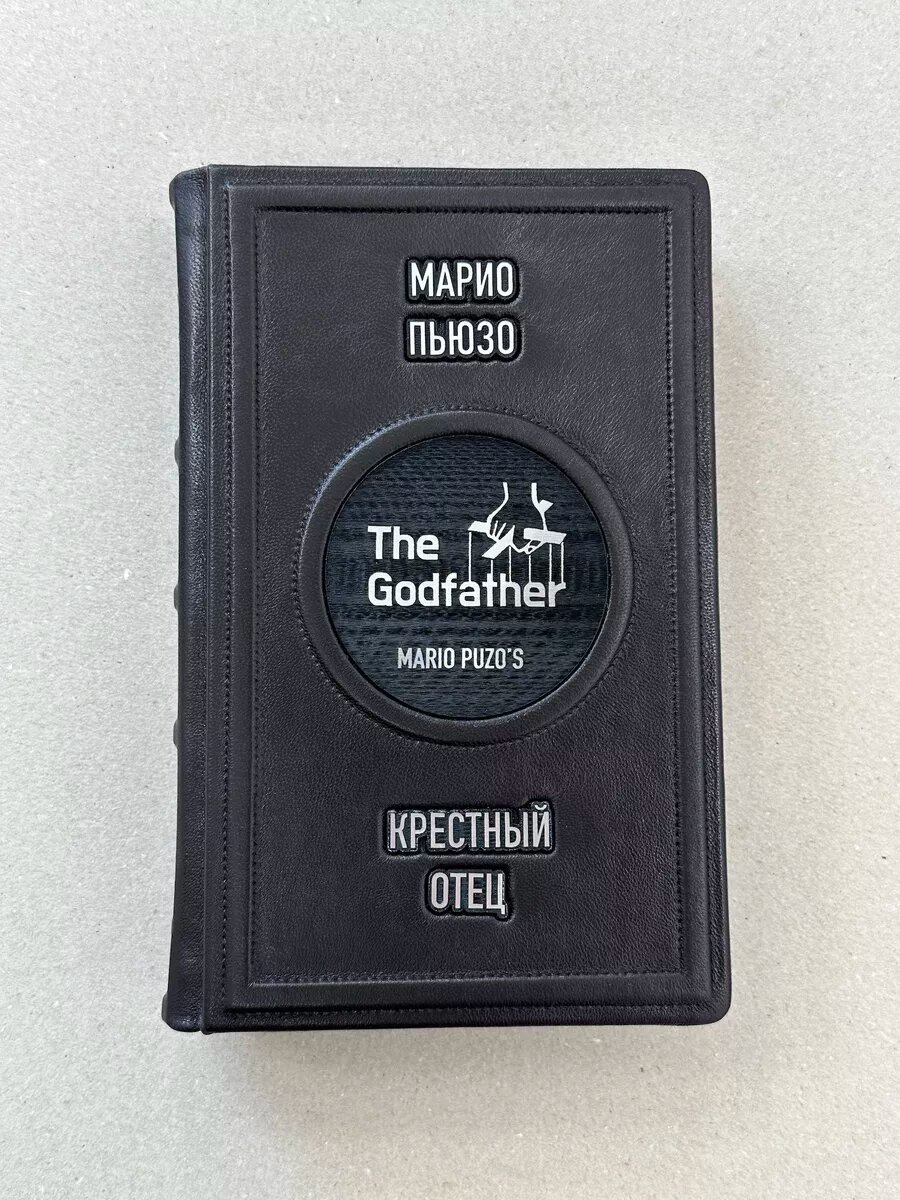 МАРИО
ПЬЮЗО
The
Godfather
MARIO PUZO'S
КРЕСТНЫЙ
ОТЕЦ